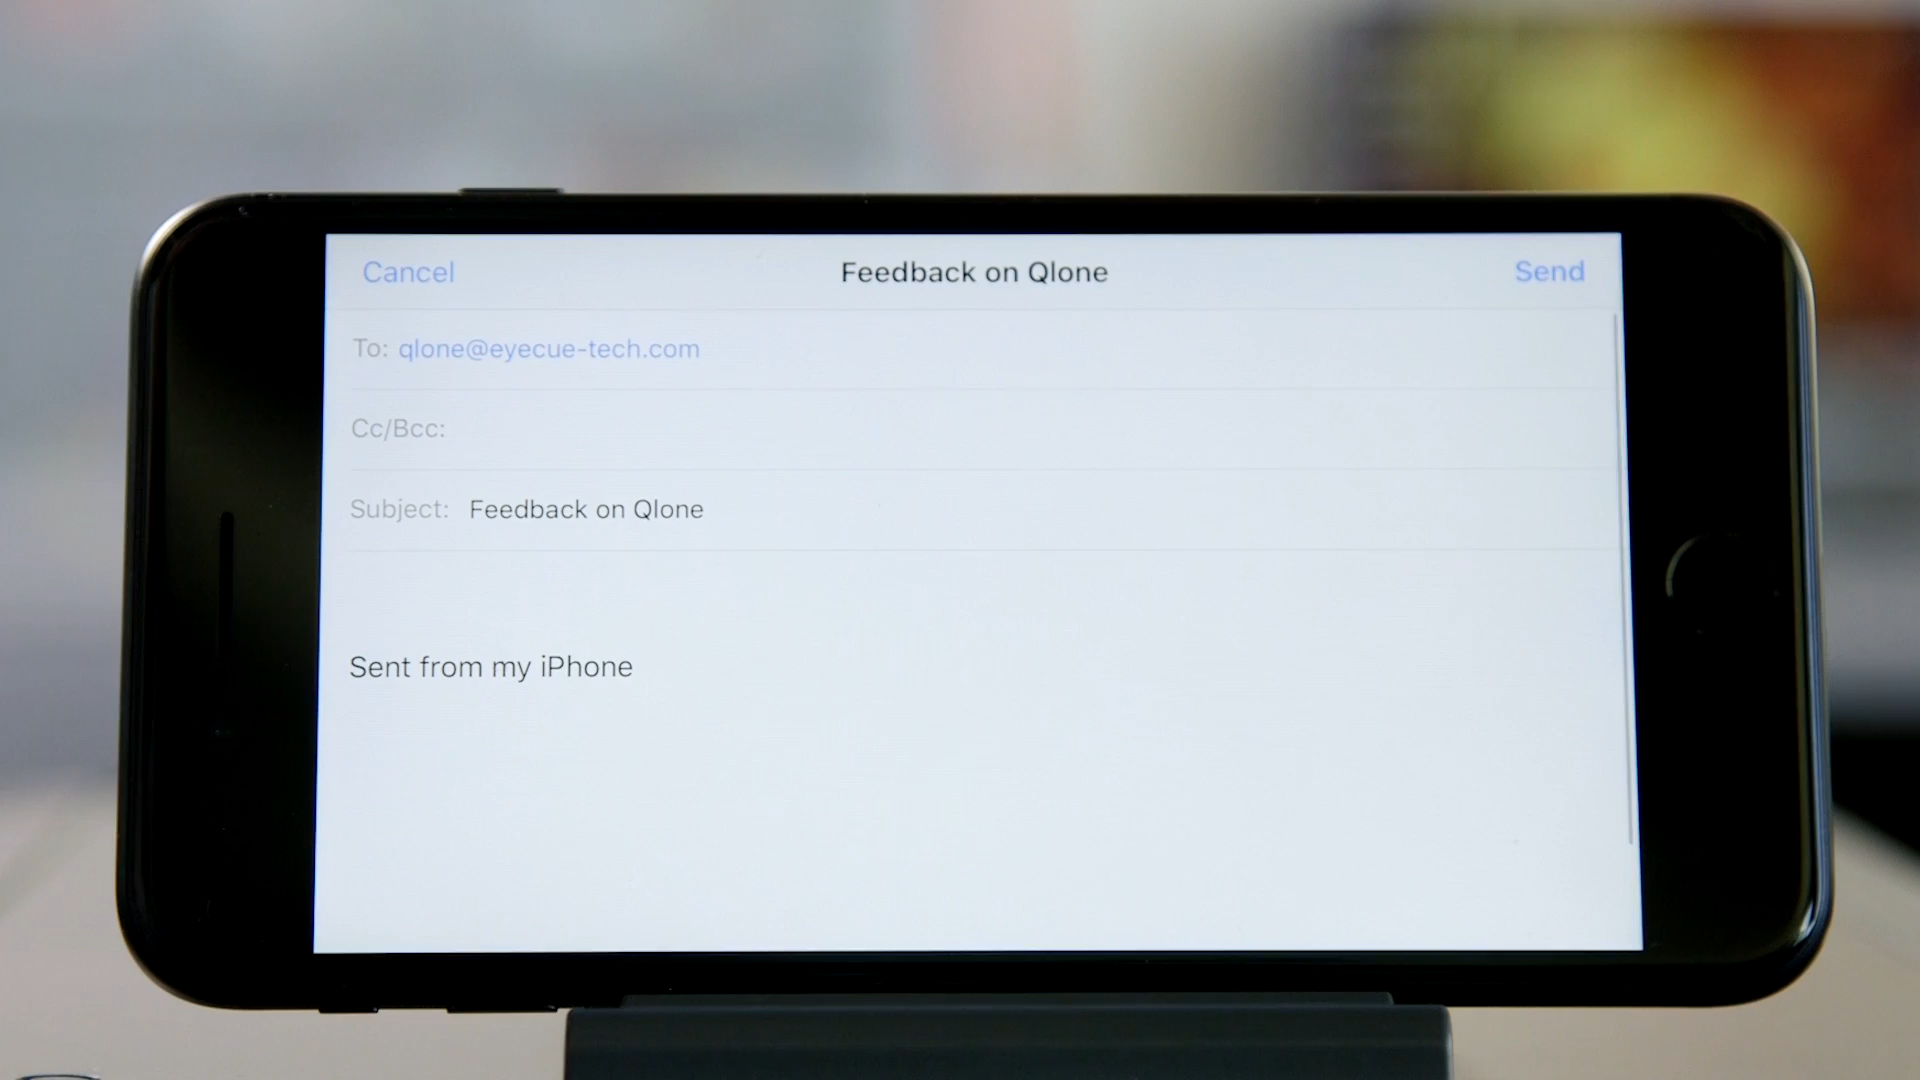 Cancel Feedback on Qlone Send
To: qlone@eyecue-tech.com
Cc/Bcc:
Subject: Feedback on Qlone
Sent from my iPhone